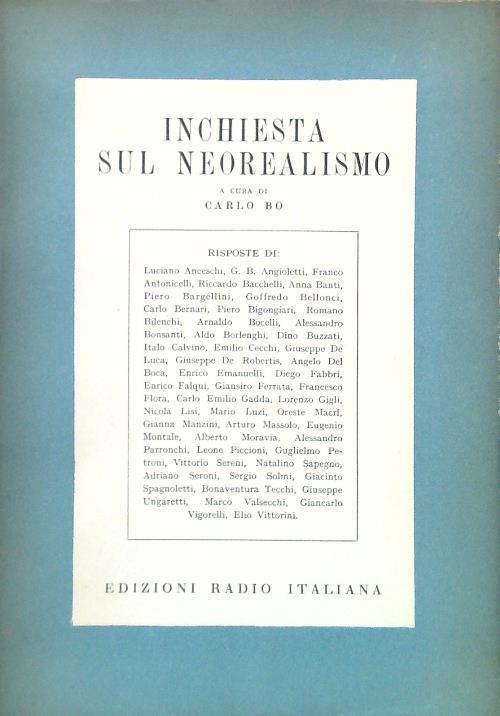 INCHIESTA
SUL NEOREALISMO
A CURA DI
CARLO BO
RISPOSTE DI:
Luciano Anceschi, G. B. Angioletti, Franco
Antonicelli, Riccardo Bacchelli, Anna Banti,
Piero Bargellini, Goffredo Bellonci,
Carlo Bernari, Piero Bigongiari, Romano
Bilenchi, Arnaldo Bocelli, Alessandro
Bonsanti, Aldo Borlenghi, Dino Buzzati,
Italo Calvino, Emilio Cecchi, Giuseppe De
Luca, Giuseppe De Robertis, Angelo Del
Boca, Enrico Emanuelli, Diego Fabbri,
Enrico Falqui, Giansiro Ferrata, Francesco
Flora, Carlo Emilio Gadda, Lorenzo Gigli,
Nicola Lisi, Mario Luzi, Oreste Macrí,
Gianna Manzini, Arturo Massolo, Eugenio
Montale, Alberto Moravia, Alessandro
Parronchi, Leone Piccioni, Guglielmo Pe-
troni, Vittorio Sereni, Natalino Sapegno,
Adriano Seroni, Sergio Solmi, Giacinto
Spagnoletti, Bonaventura Tecchi, Giuseppe
Ungaretti, Marco Valsecchi, Giancarlo
Vigorelli, Elio Vittorini.
EDIZIONI RADIO ITALIANA